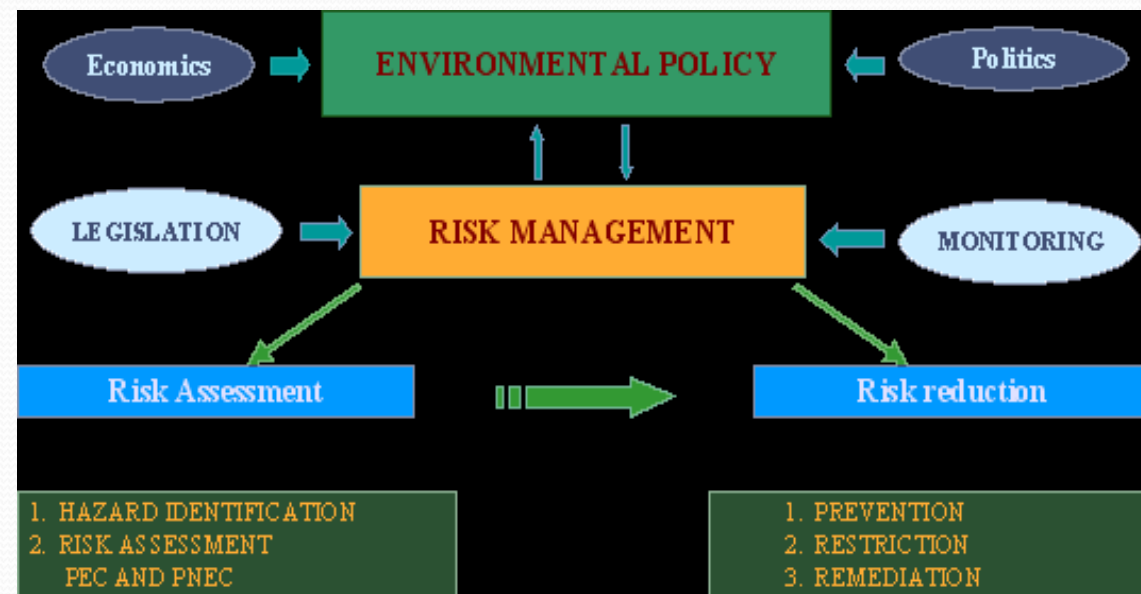 Economics
ENVIRONMENTAL POLICY
Politics
LEGISLATION
RISK MANAGEMENT
MONITORING
Risk Assessment
Risk reduction
1. HAZARD IDENTIFICATION
2. RISK ASSESSMENT
PEC AND PNEC
1. PREVENTION
2. RESTRICTION
3. REMEDIATION